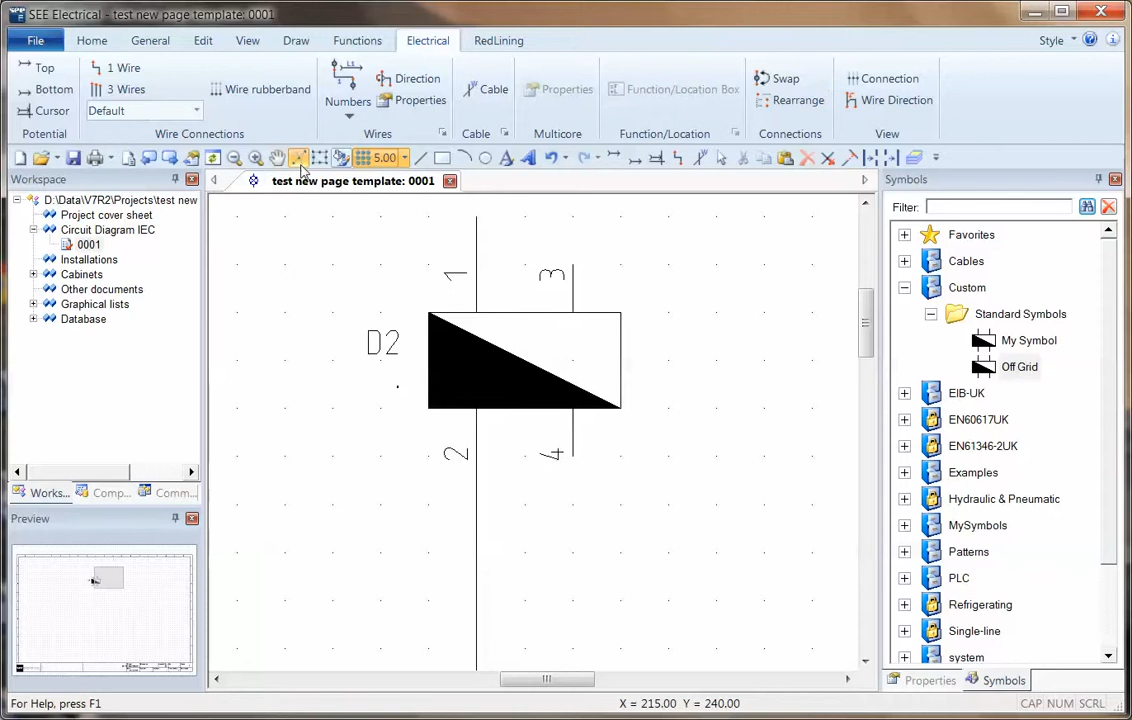 SEE Electrical - test new page template: 0001
File Home General Edit View Draw Functions Electrical RedLining Style
Top 1 Wire Direction Swap Connection
Bottom 3 Wires Wire rubberband Numbers Properties Cable Properties Function/Location Box Rearrange Wire Direction
Cursor Default
Potential Wire Connections Wires Cable Multicore Function/Location Connections View
5.00
Workspace
test new page template: 0001
Symbols
D:\Data\V7R2\Projects\test new
Project cover sheet
Circuit Diagram IEC
0001
Installations
Cabinets
Other documents
Graphical lists
Database
Works... Comp... Comm...
Preview
1 3
D2
2 4
Filter:
Favorites
Cables
Custom
Standard Symbols
My Symbol
Off Grid
EIB-UK
EN60617UK
EN61346-2UK
Examples
Hydraulic & Pneumatic
MySymbols
Patterns
PLC
Refrigerating
Single-line
system
Properties Symbols
For Help, press F1 X = 215.00 Y = 240.00 CAP NUM SCRL